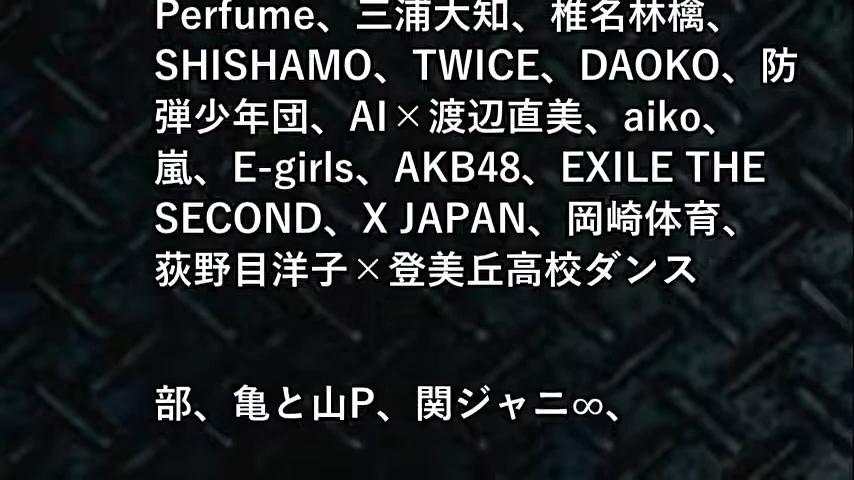 Perfume、三浦大知、椎名林檎、
SHISHAMO、TWICE、DAOKO、防
弾少年団、AI×渡辺直美、aiko、
嵐、E-girls、AKB48、EXILE THE
SECOND、X JAPAN、岡崎体育、
荻野目洋子×登美丘高校ダンス
部、亀と山P、関ジャニ∞、